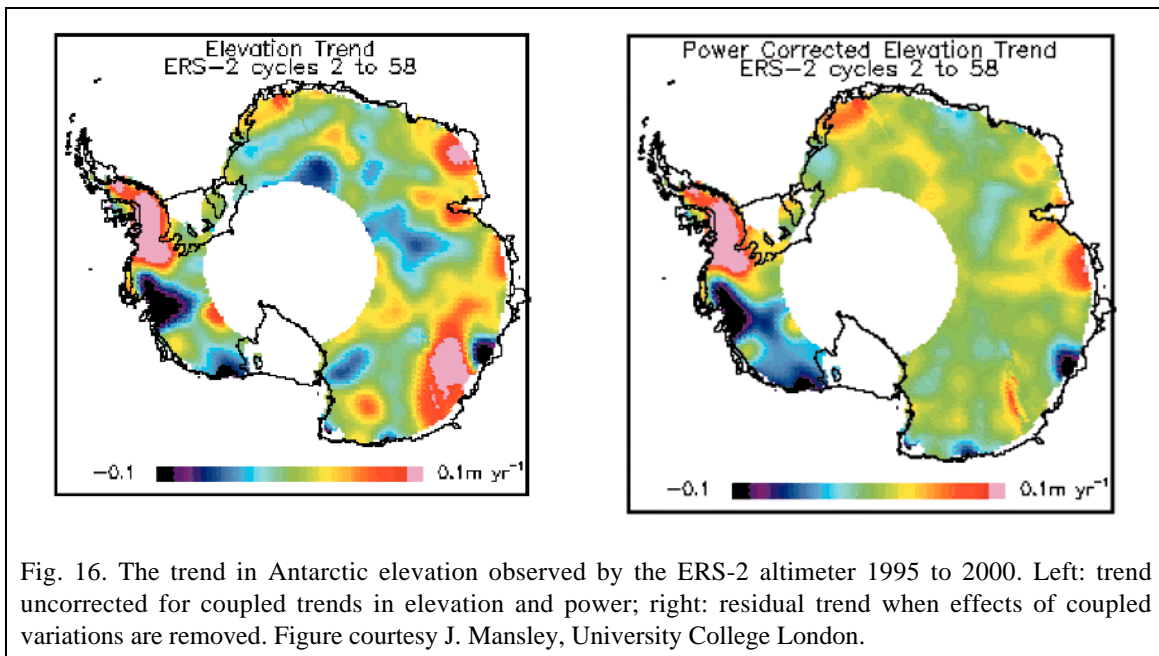 Elevation Trend
ERS-2 cycles 2 to 58
-0.1 0.1m yr-1
Power Corrected Elevation Trend
ERS-2 cycles 2 to 58
-0.1 0.1m yr-1
Fig. 16. The trend in Antarctic elevation observed by the ERS-2 altimeter 1995 to 2000. Left: trend
uncorrected for coupled trends in elevation and power; right: residual trend when effects of coupled
variations are removed. Figure courtesy J. Mansley, University College London.